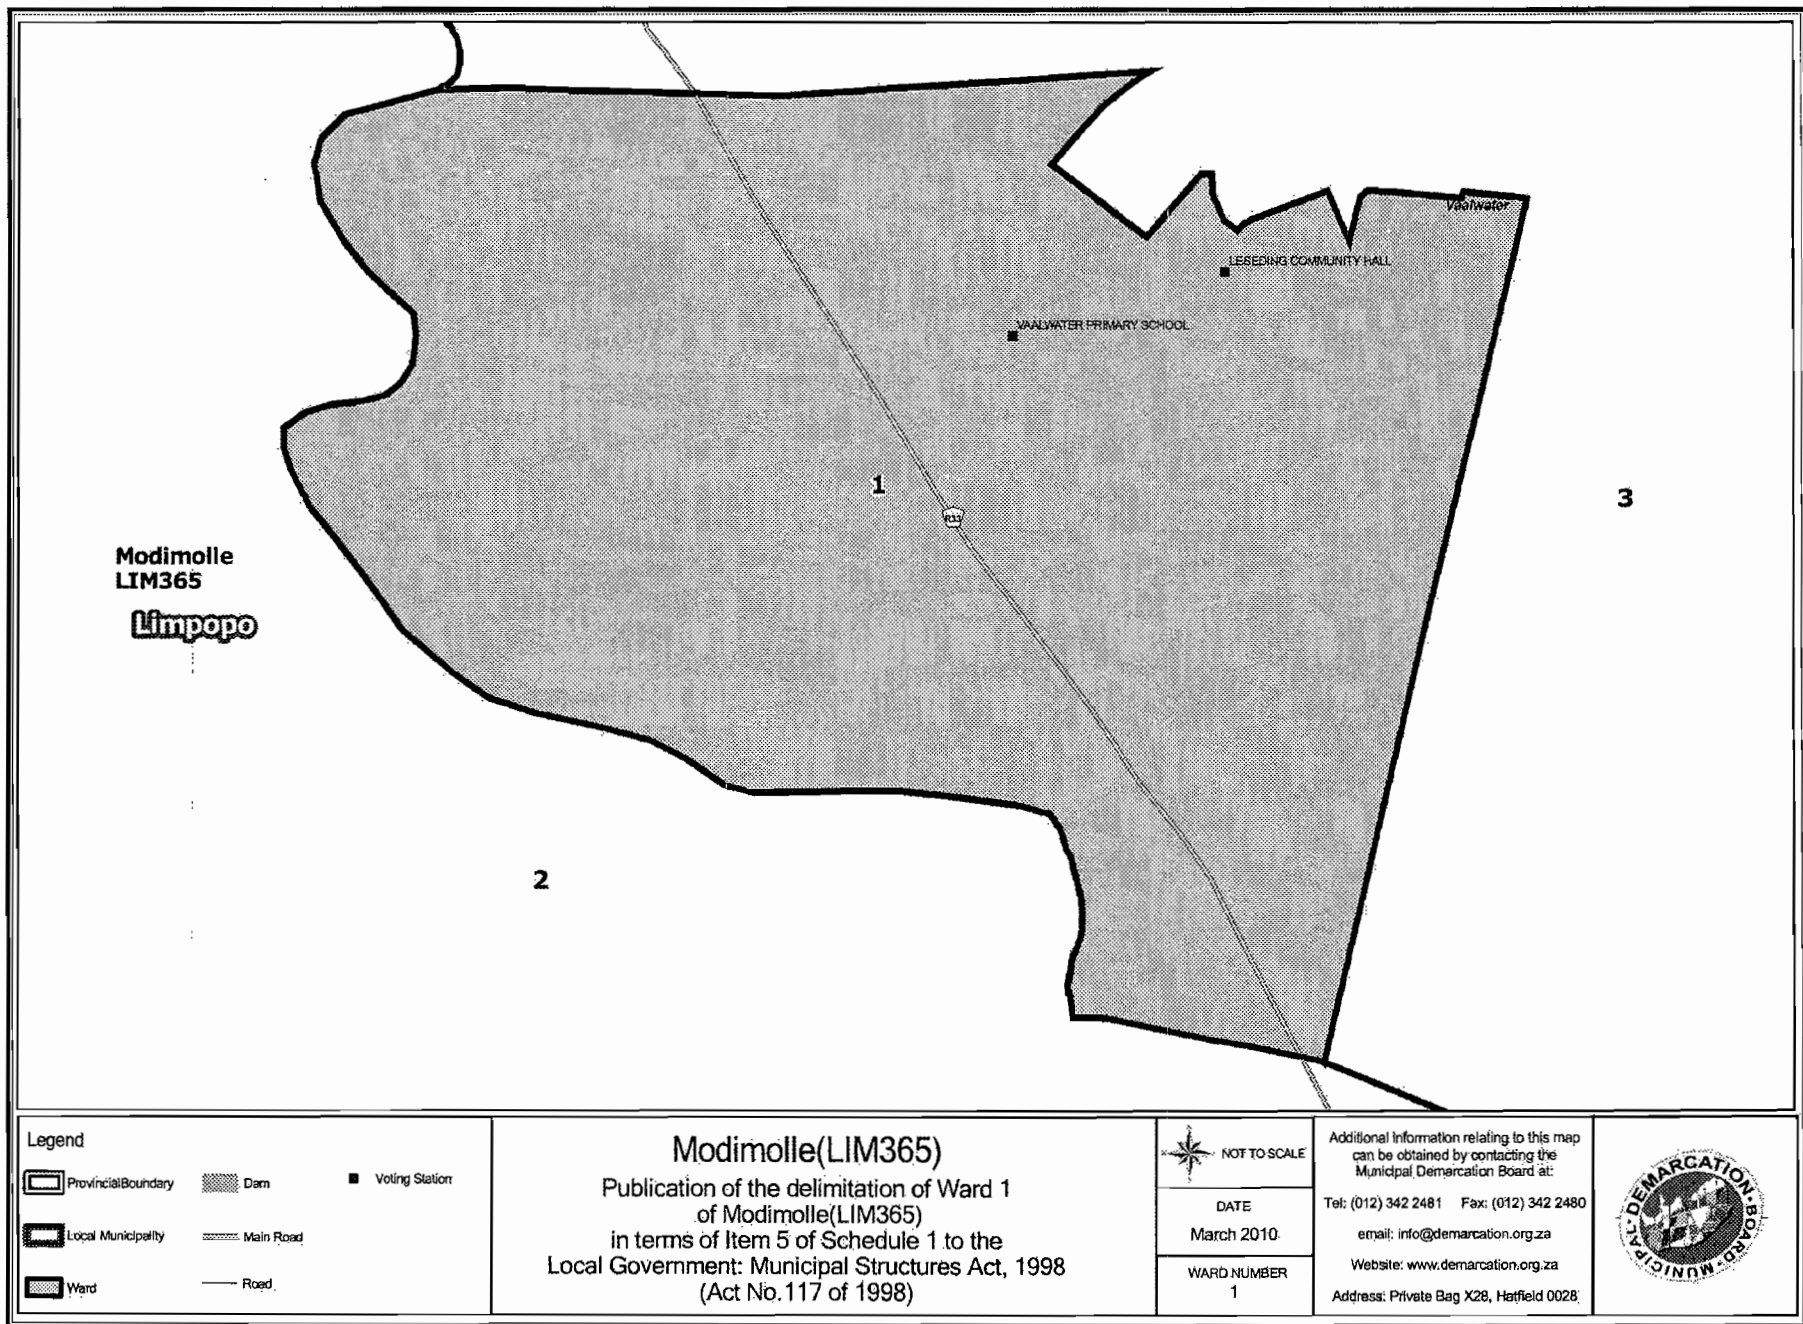 Vaalwater
LESEDING COMMUNITY HALL
VAALWATER PRIMARY SCHOOL
1
3
R33
Modimolle
LIM365
Limpopo
2
Legend
ProvincialBoundary
Dam
Voting Station
Local Municipality
Main Road
Ward
Road
Modimolle(LIM365)
Publication of the delimitation of Ward 1
of Modimolle(LIM365)
in terms of Item 5 of Schedule 1 to the
Local Government: Municipal Structures Act, 1998
(Act No.117 of 1998)
NOT TO SCALE
DATE
March 2010
WARD NUMBER
1
Additional Information relating to this map
can be obtained by contacting the
Municipal Demarcation Board at:
Tel: (012) 342 2481 Fax: (012) 342 2480
email: info@demarcation.org.za
Website: www.demarcation.org.za
Address: Private Bag X28, Hatfield 0028
MUNICIPAL DEMARCATION BOARD